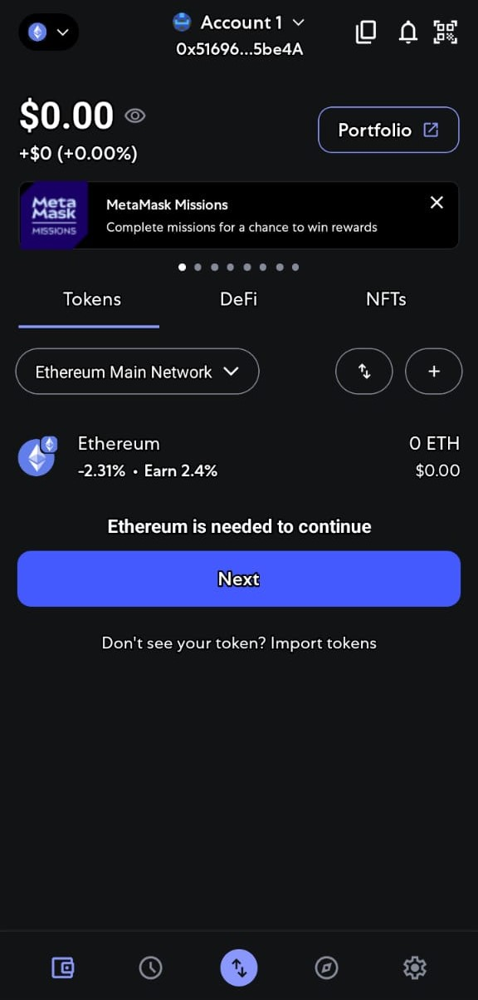 Account 1
0x51696...5be4A
$0.00
+$0 (+0.00%)
Portfolio
Meta
Mask
MISSIONS
MetaMask Missions
Complete missions for a chance to win rewards
Tokens DeFi NFTs
Ethereum Main Network
Ethereum 0 ETH
-2.31% • Earn 2.4% $0.00
Ethereum is needed to continue
Next
Don't see your token? Import tokens